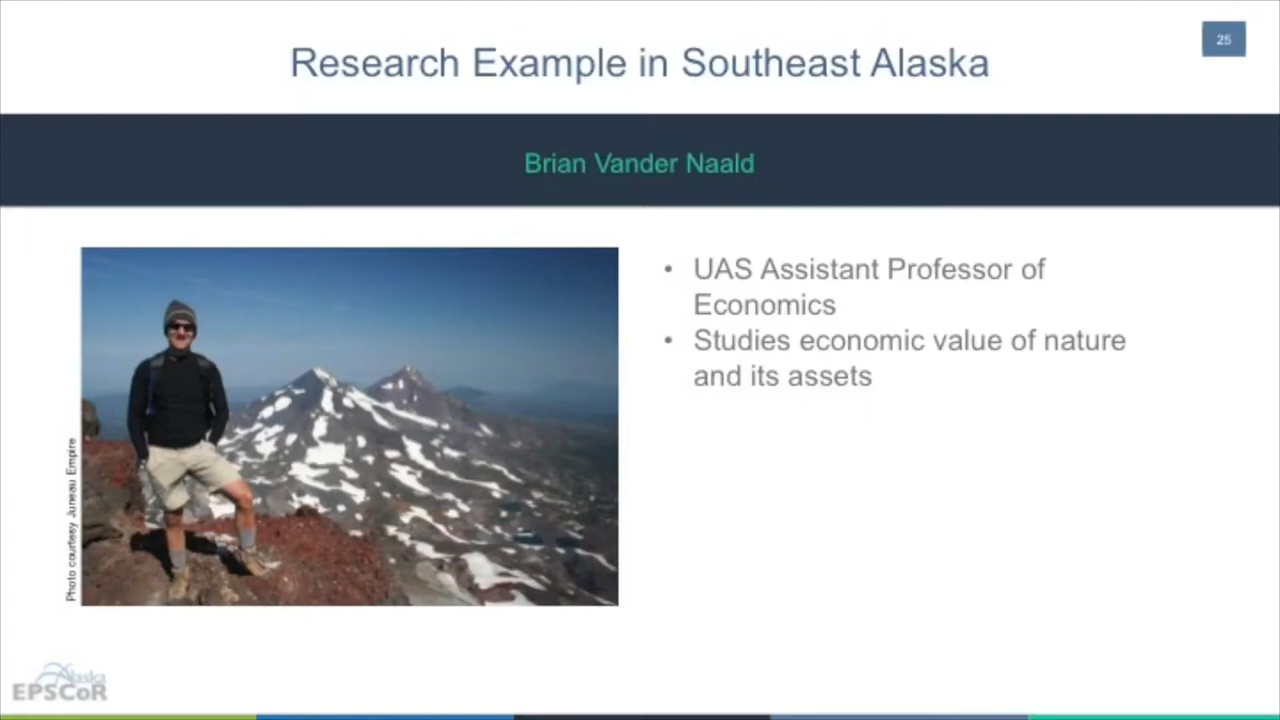 25
Research Example in Southeast Alaska
Brian Vander Naald
• UAS Assistant Professor of
Economics
• Studies economic value of nature
and its assets
Photo courtesy Juneau Empire
Alaska
EPSCoR